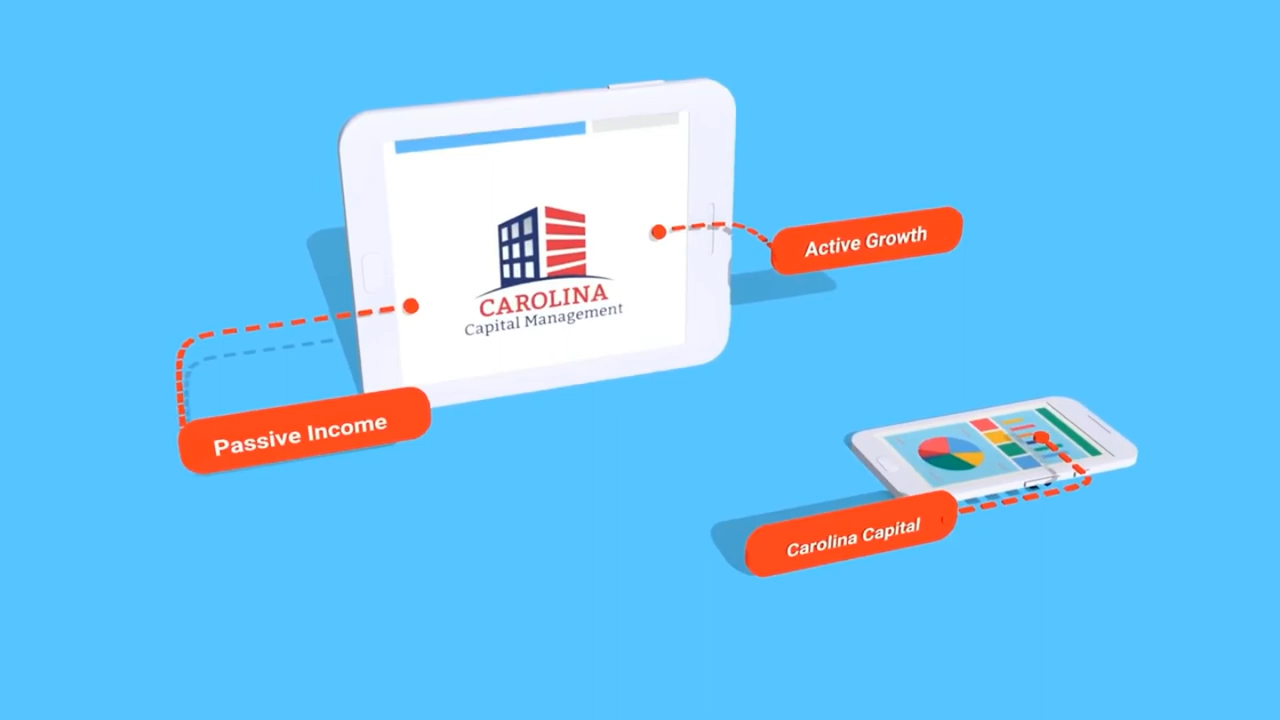 CAROLINA
Capital Management
Active Growth
Passive Income
Carolina Capital